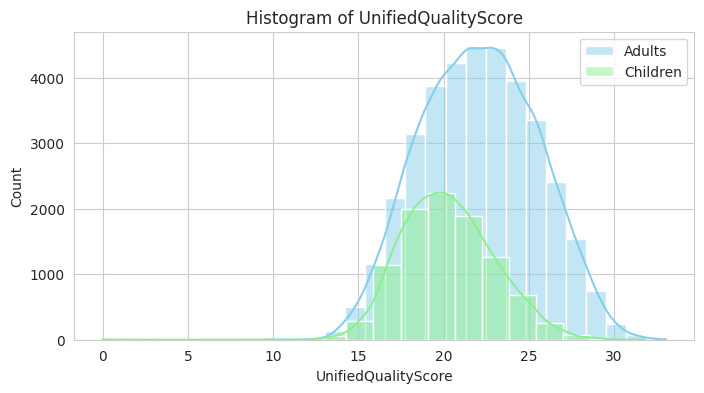 Histogram of UnifiedQualityScore
Adults
Children
Count
4000
3000
2000
1000
0
0 5 10 15 20 25 30
UnifiedQualityScore